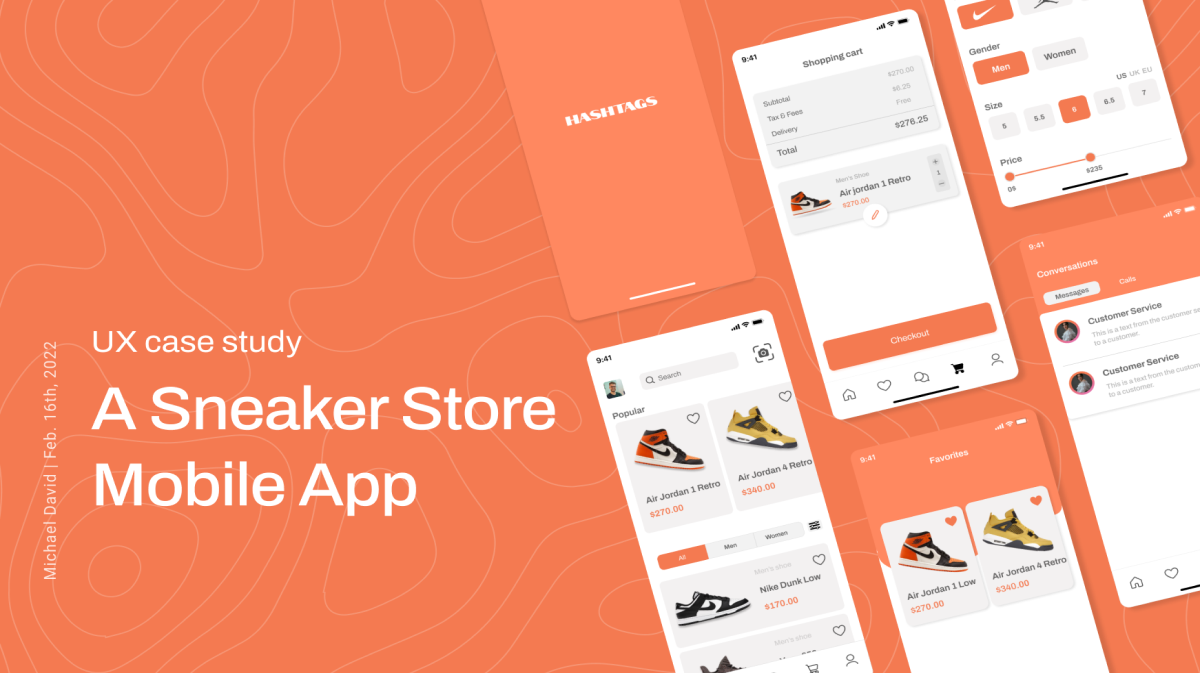 UX case study
A Sneaker Store
Mobile App
Michael David | Feb. 16th, 2022
HASHTAGS
9:41
Shopping cart
Subtotal
$270.00
Tax & Fees
$6.25
Delivery
Free
Total
$276.25
Men's Shoe
Air jordan 1 Retro
$270.00
1
Checkout
Gender
Men
Women
Size
US UK EU
5
5.5
6
6.5
7
Price
0$
$235
9:41
Conversations
Messages
Calls
Customer Service
This is a text from the customer se
to a customer.
Customer Service
This is a text from the custome
to a customer.
9:41
Search
Popular
Air Jordan 1 Retro
$270.00
Air Jordan 4 Retro
$340.00
All
Men
Women
Men's shoe
Nike Dunk Low
$170.00
Men's shoe
9:41
Favorites
Air Jordan 1 Low
$270.00
Air Jordan 4 Retro
$340.00